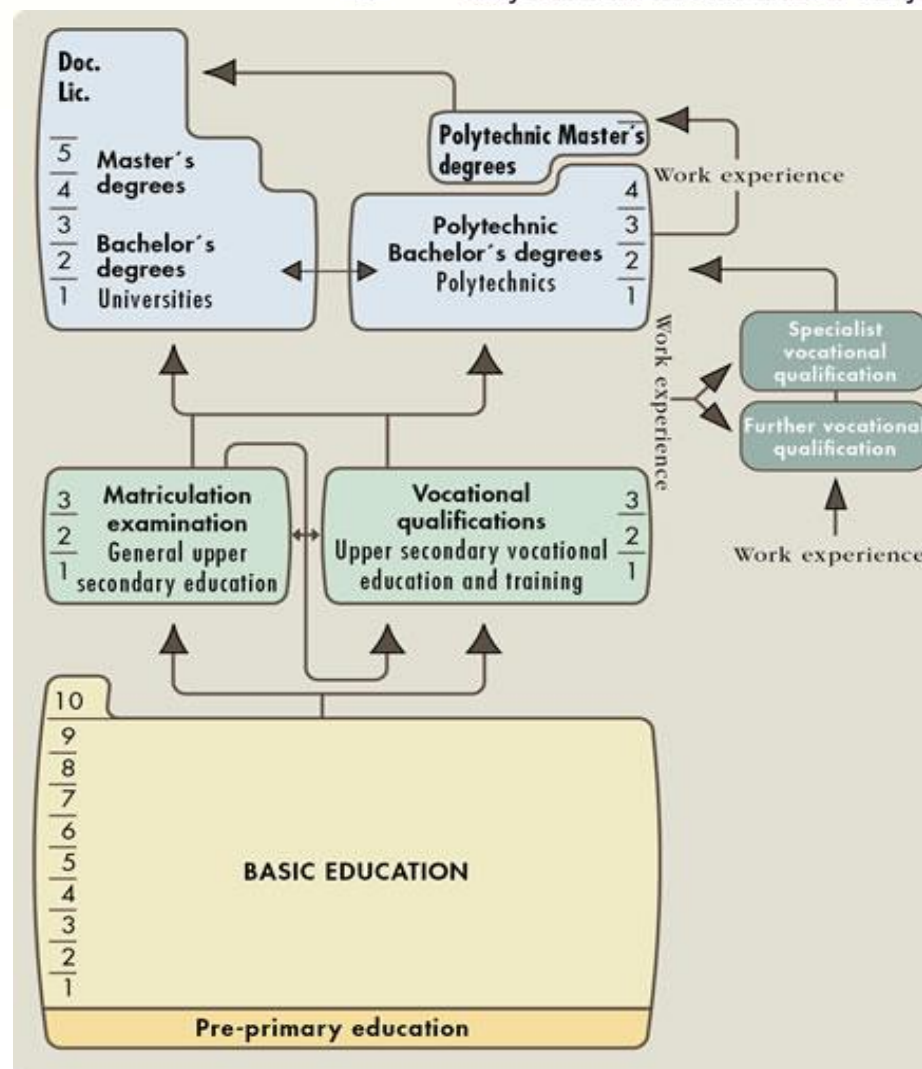 Doc.
Lic.
5
4
3
2
1
Master´s
degrees
Bachelor´s
degrees
Universities
Polytechnic Master´s
degrees
Work experience
Polytechnic
Bachelor´s degrees
Polytechnics
4
3
2
1
Work experience
Specialist
vocational
qualification
Further vocational
qualification
Work experience
3
2
1
Matriculation
examination
General upper
secondary education
Vocational
qualifications
Upper secondary vocational
education and training
3
2
1
10
9
8
7
6
5
4
3
2
1
BASIC EDUCATION
Pre-primary education